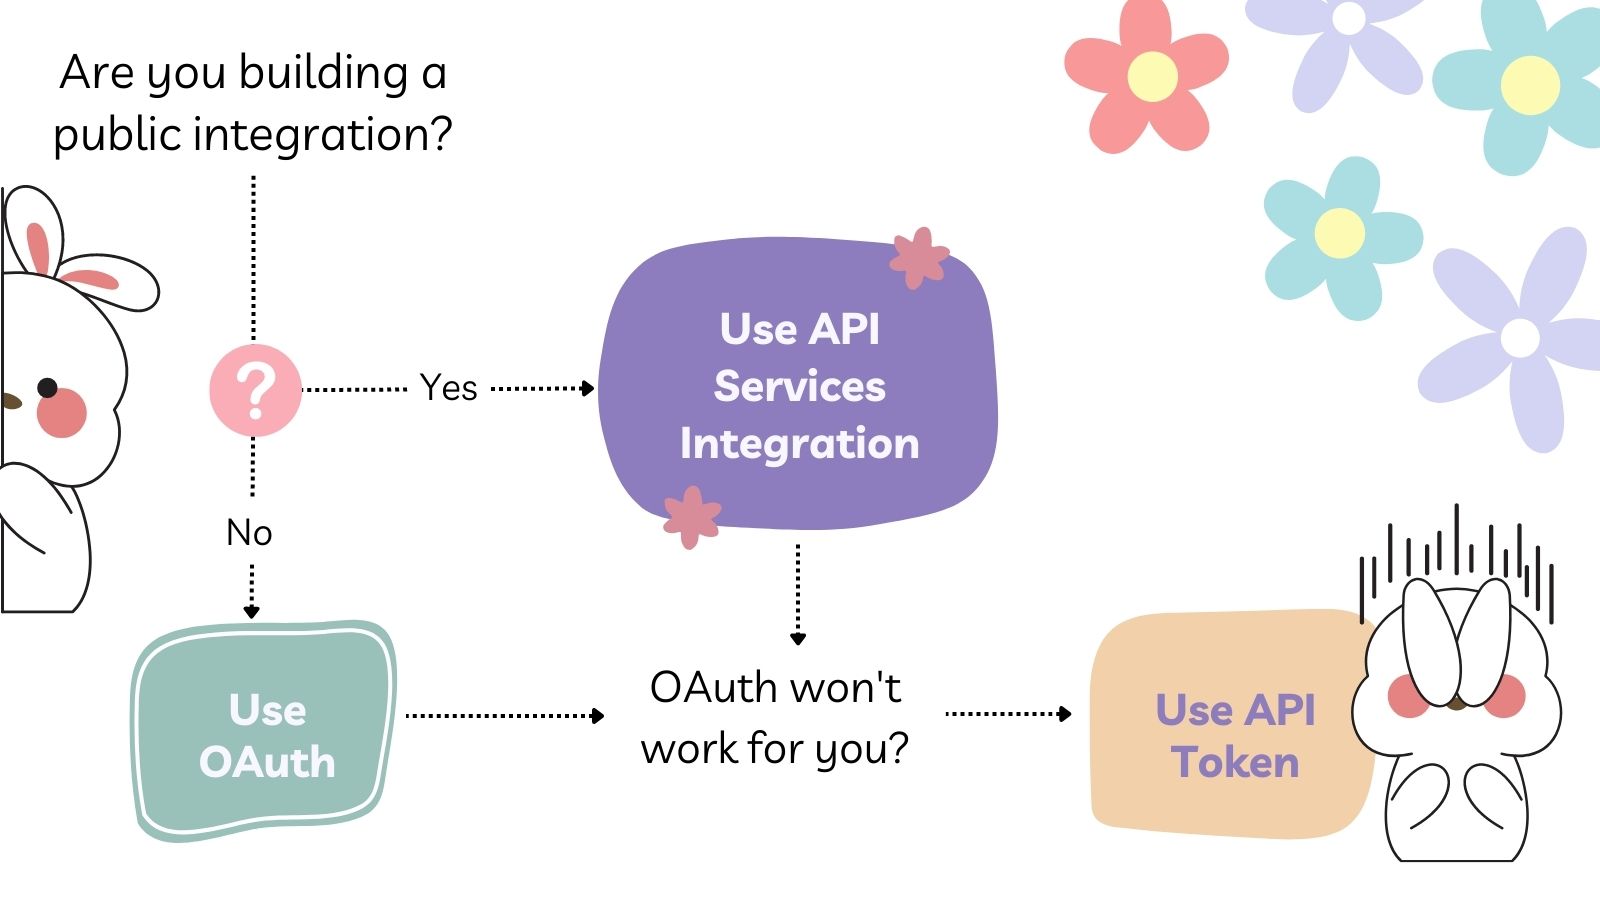 Are you building a
public integration?
?
Yes
Use API
Services
Integration
No
Use
OAuth
OAuth won't
work for you?
Use API
Token